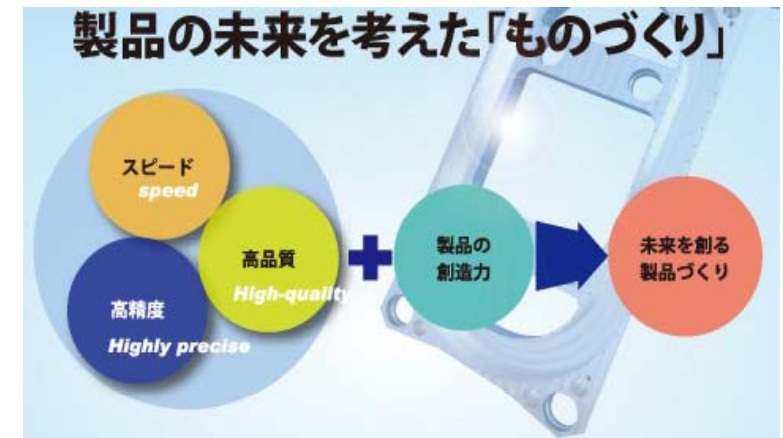 製品の未来を考えた「ものづくり」
スピード
speed
高品質
High-quality
高精度
Highly precise
製品の
創造力
未来を創る
製品づくり